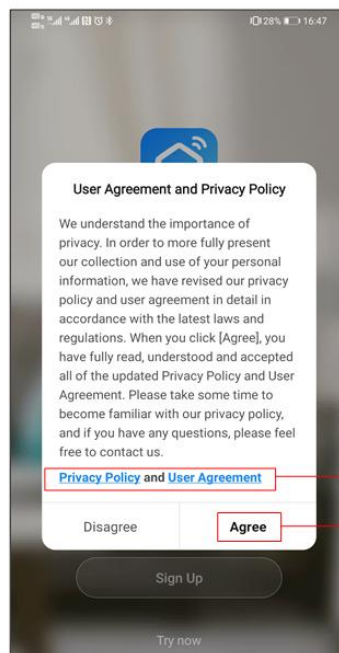 28% 16:47
User Agreement and Privacy Policy
We understand the importance of
privacy. In order to more fully present
our collection and use of your personal
information, we have revised our privacy
policy and user agreement in detail in
accordance with the latest laws and
regulations. When you click [Agree], you
have fully read, understood and accepted
all of the updated Privacy Policy and User
Agreement. Please take some time to
become familiar with our privacy policy,
and if you have any questions, please feel
free to contact us.
Privacy Policy and User Agreement
Disagree Agree
Sign Up
Try now